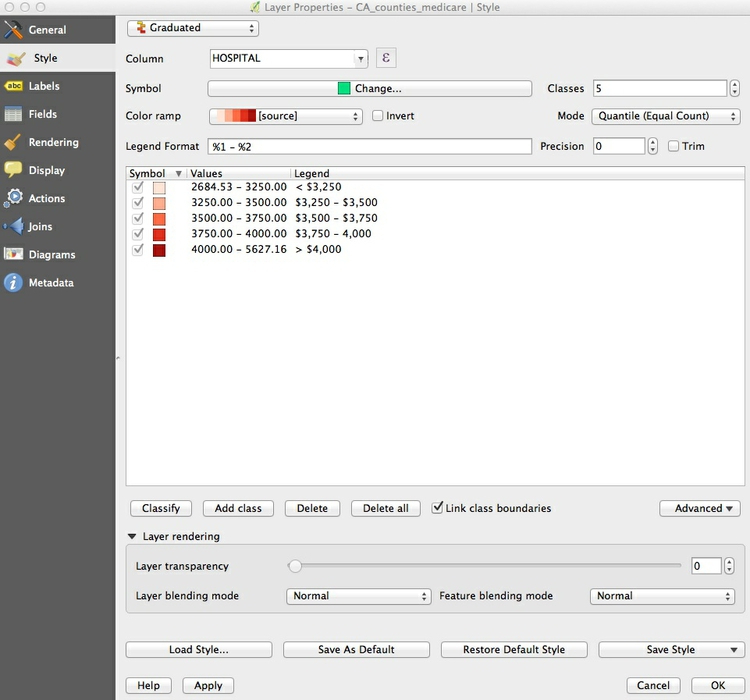 Layer Properties - CA_counties_medicare | Style
General
Style
Labels
Fields
Rendering
Display
Actions
Joins
Diagrams
Metadata
Graduated
Column HOSPITAL ε
Symbol Change... Classes 5
Color ramp [source] Invert Mode Quantile (Equal Count)
Legend Format %1 - %2 Precision 0 Trim
Symbol Values Legend
2684.53 - 3250.00 < $3,250
3250.00 - 3500.00 $3,250 - $3,500
3500.00 - 3750.00 $3,500 - $3,750
3750.00 - 4000.00 $3,750 - 4,000
4000.00 - 5627.16 > $4,000
Classify Add class Delete Delete all Link class boundaries Advanced
Layer rendering
Layer transparency 0
Layer blending mode Normal Feature blending mode Normal
Load Style... Save As Default Restore Default Style Save Style
Help Apply Cancel OK